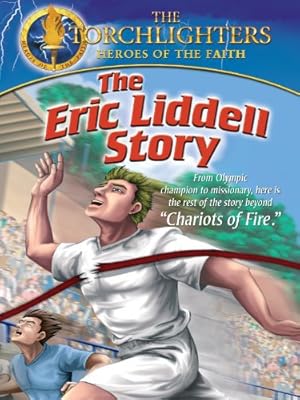 THE
TORCHLIGHTERS
HEROES OF THE FAITH
The
Eric Liddell
Story
From Olympic
champion to missionary, here is
the rest of the story beyond
"Chariots of Fire."